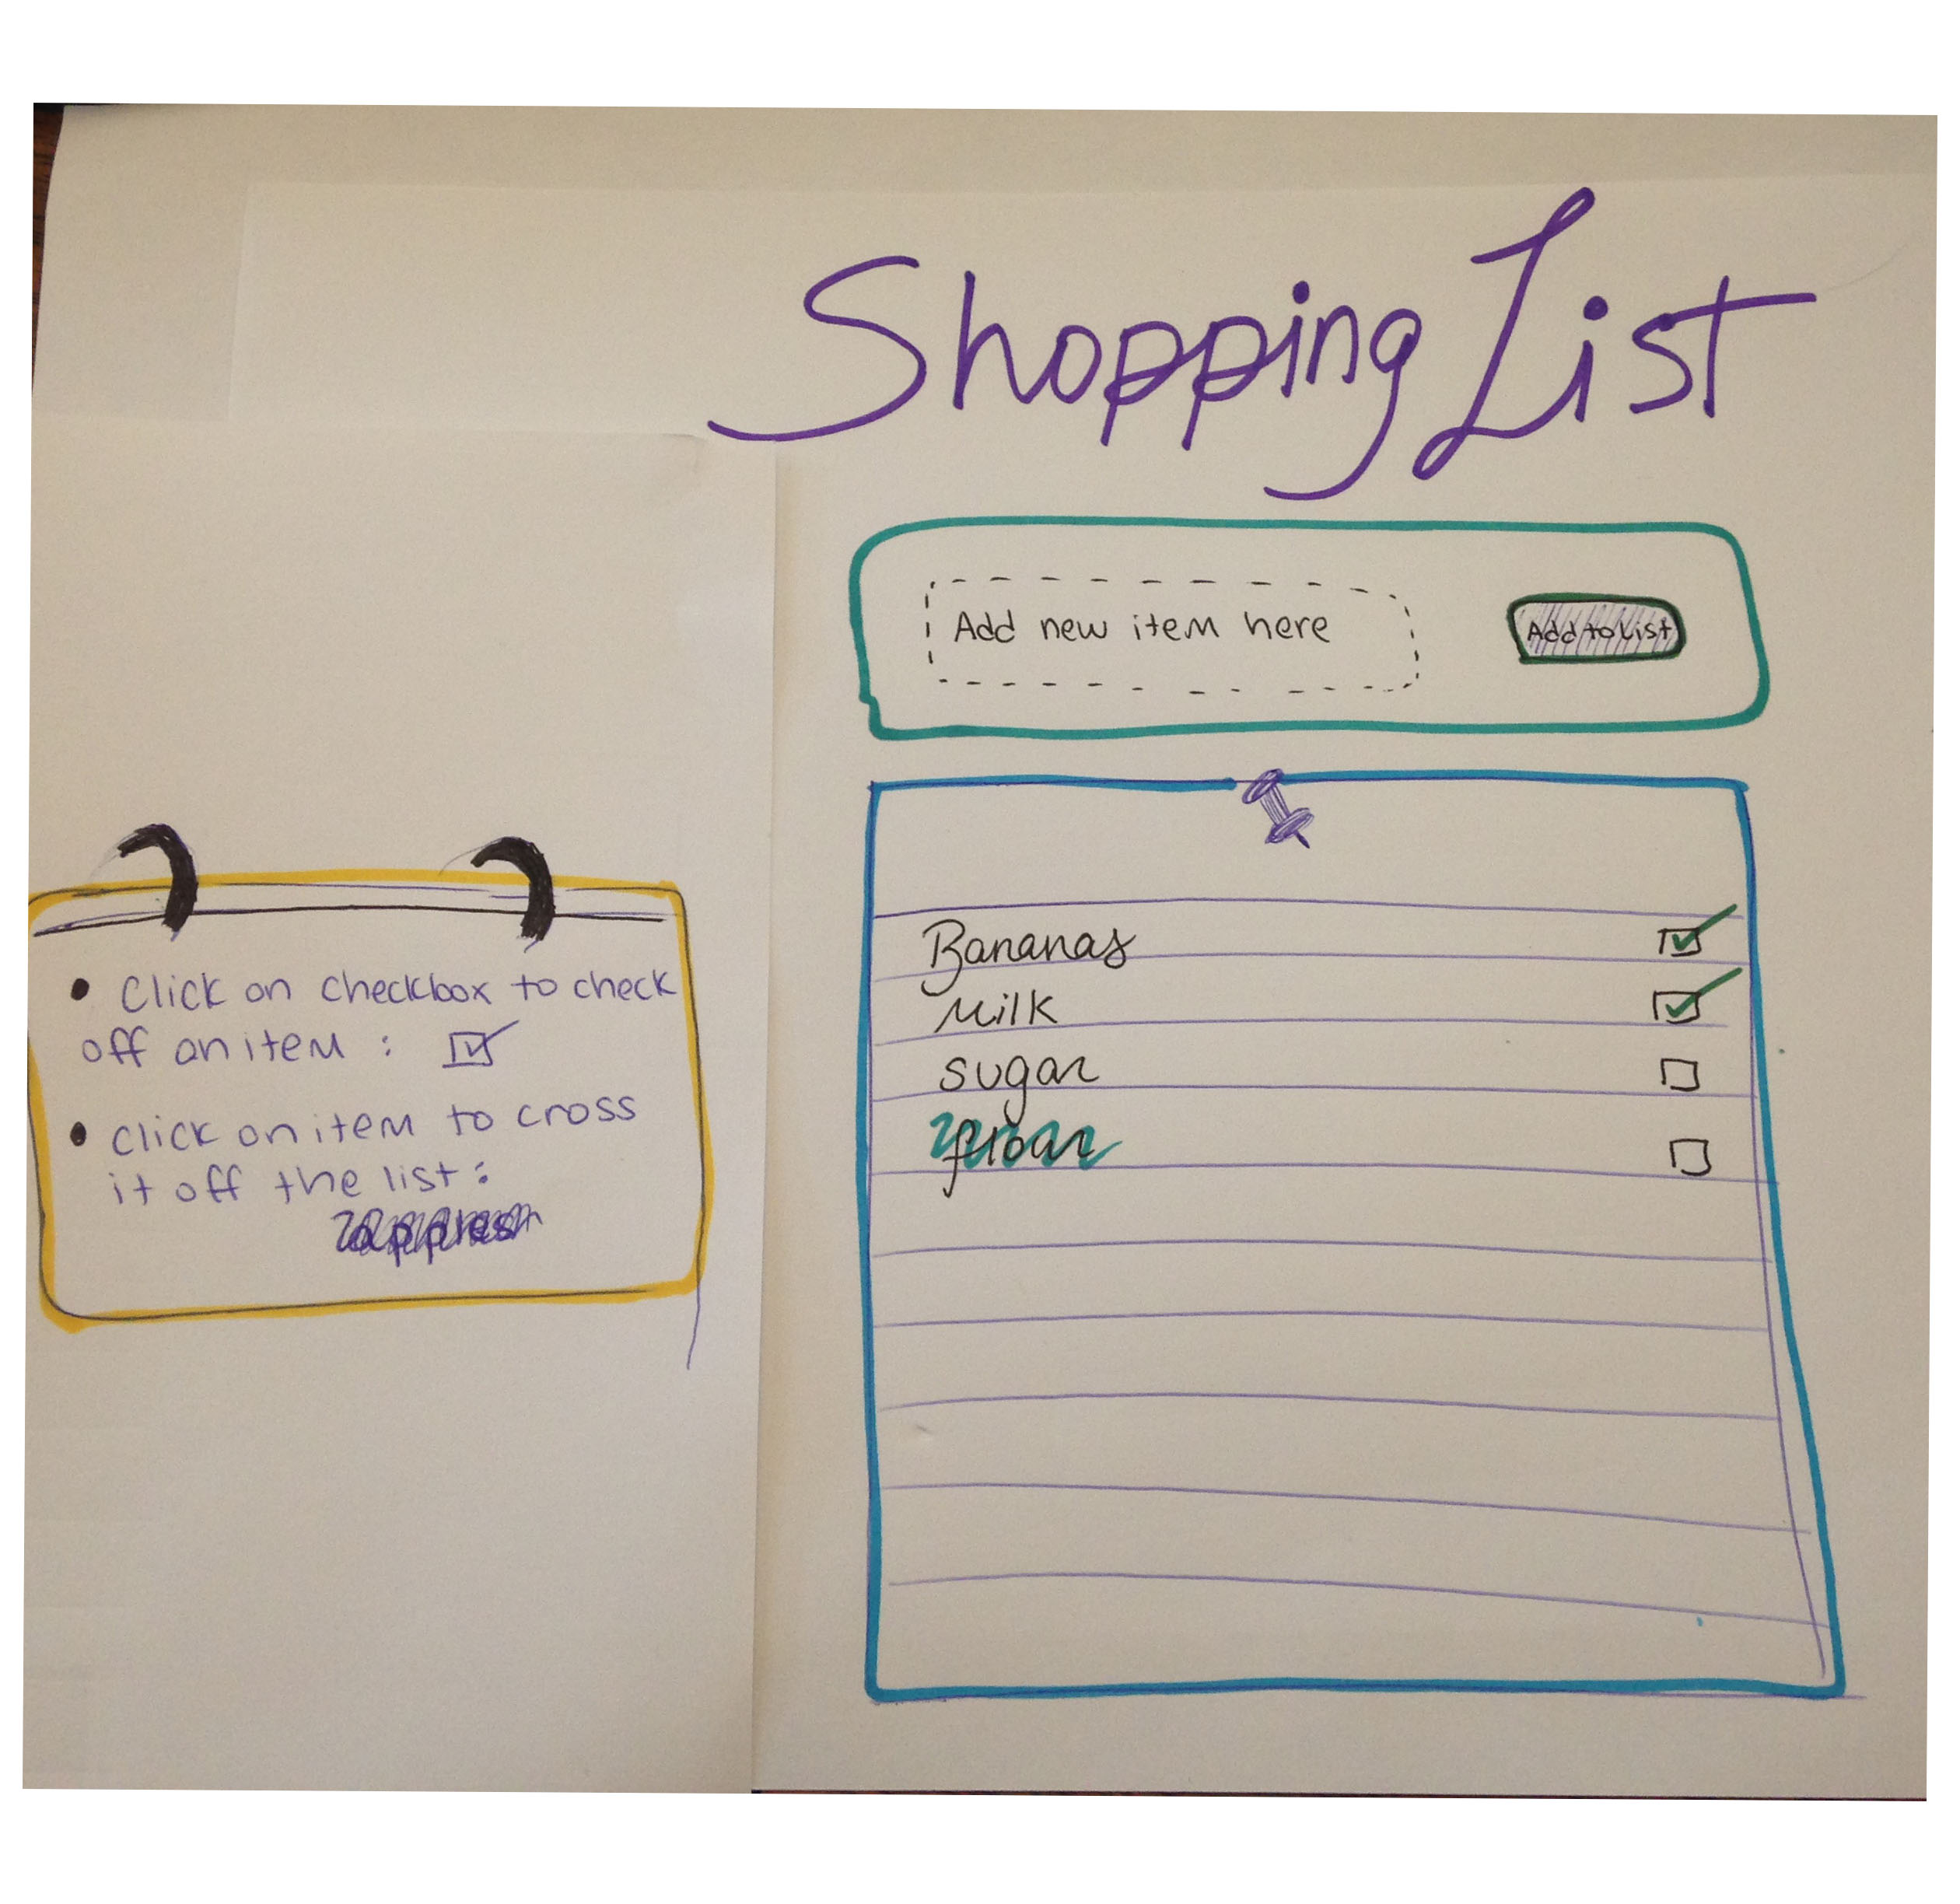 Shopping List
Add new item here
Add to List
Bananas
Milk
sugar
flour
• Click on checkbox to check
off an item :
• Click on item to cross
it off the list :
apples